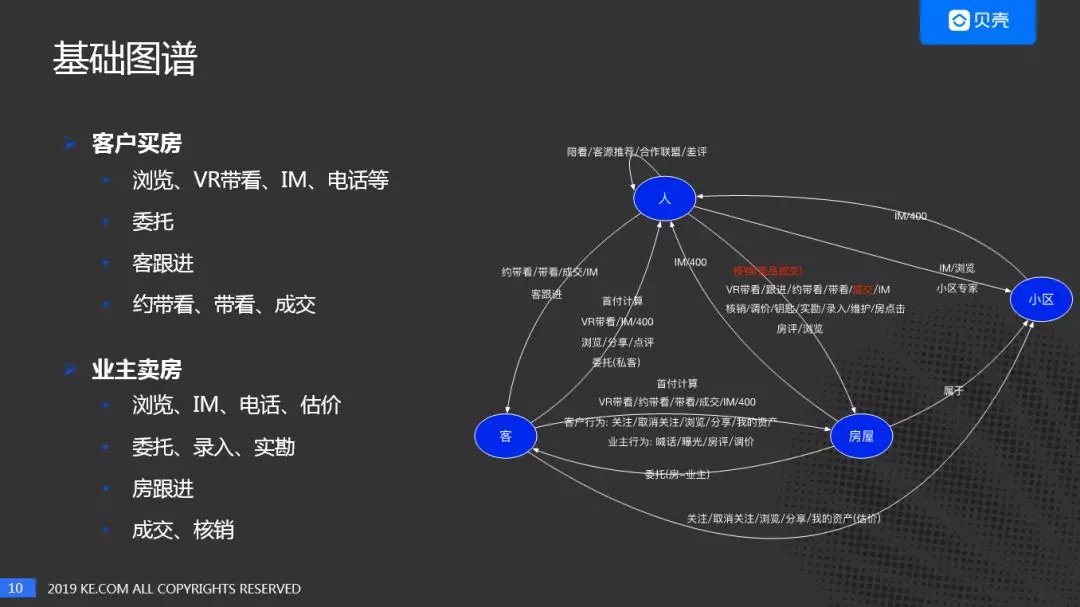 贝壳
基础图谱
客户买房
浏览、VR带看、IM、电话等
委托
客跟进
约带看、带看、成交
业主卖房
浏览、IM、电话、估价
委托、录入、实勘
房跟进
成交、核销
陪看/客源推荐/合作联盟/差评
人
IM/400
IM/浏览
小区专家
小区
约带看/带看/成交/IM
客跟进
IM/400
核销(竞品成交)
VR带看/跟进/约带看/带看/成交/IM
核销/调价/钥匙/实勘/录入/维护/房点击
房评/浏览
首付计算
VR带看/IM/400
浏览/分享/点评
委托(私客)
首付计算
VR带看/约带看/带看/成交/IM/400
客户行为: 关注/取消关注/浏览/分享/我的资产
业主行为: 喊话/曝光/房评/调价
属于
客
房屋
委托(房-业主)
关注/取消关注/浏览/分享/我的资产(估价)
10
2019 KE.COM ALL COPYRIGHTS RESERVED